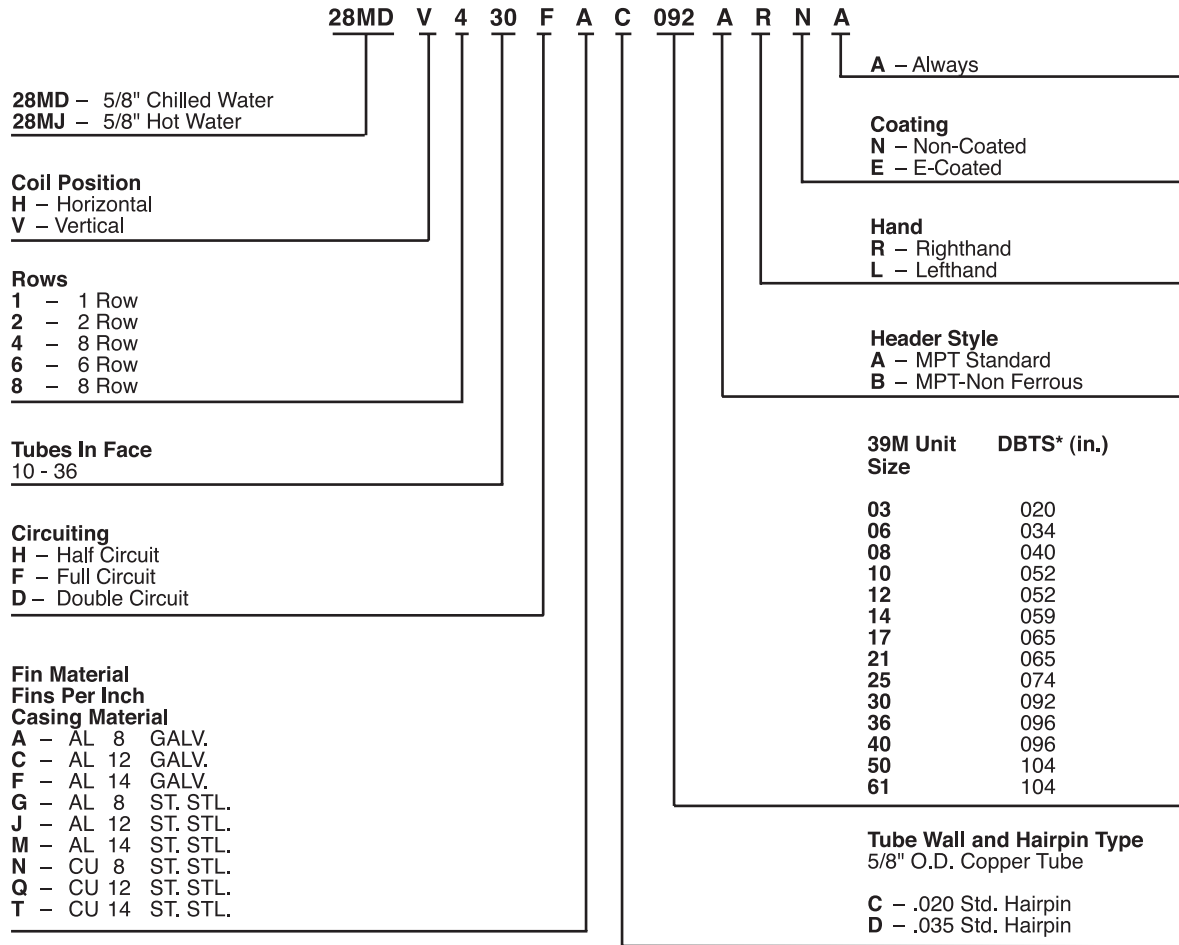 28MD V 4 30 F A C 092 A R N A
28MD – 5/8" Chilled Water
28MJ – 5/8" Hot Water
Coil Position
H – Horizontal
V – Vertical
Rows
1 – 1 Row
2 – 2 Row
4 – 8 Row
6 – 6 Row
8 – 8 Row
Tubes In Face
10 - 36
Circuiting
H – Half Circuit
F – Full Circuit
D – Double Circuit
Fin Material
Fins Per Inch
Casing Material
A – AL 8 GALV.
C – AL 12 GALV.
F – AL 14 GALV.
G – AL 8 ST. STL.
J – AL 12 ST. STL.
M – AL 14 ST. STL.
N – CU 8 ST. STL.
Q – CU 12 ST. STL.
T – CU 14 ST. STL.
A – Always
Coating
N – Non-Coated
E – E-Coated
Hand
R – Righthand
L – Lefthand
Header Style
A – MPT Standard
B – MPT-Non Ferrous
39M Unit DBTS* (in.)
Size
03 020
06 034
08 040
10 052
12 052
14 059
17 065
21 065
25 074
30 092
36 096
40 096
50 104
61 104
Tube Wall and Hairpin Type
5/8" O.D. Copper Tube
C – .020 Std. Hairpin
D – .035 Std. Hairpin